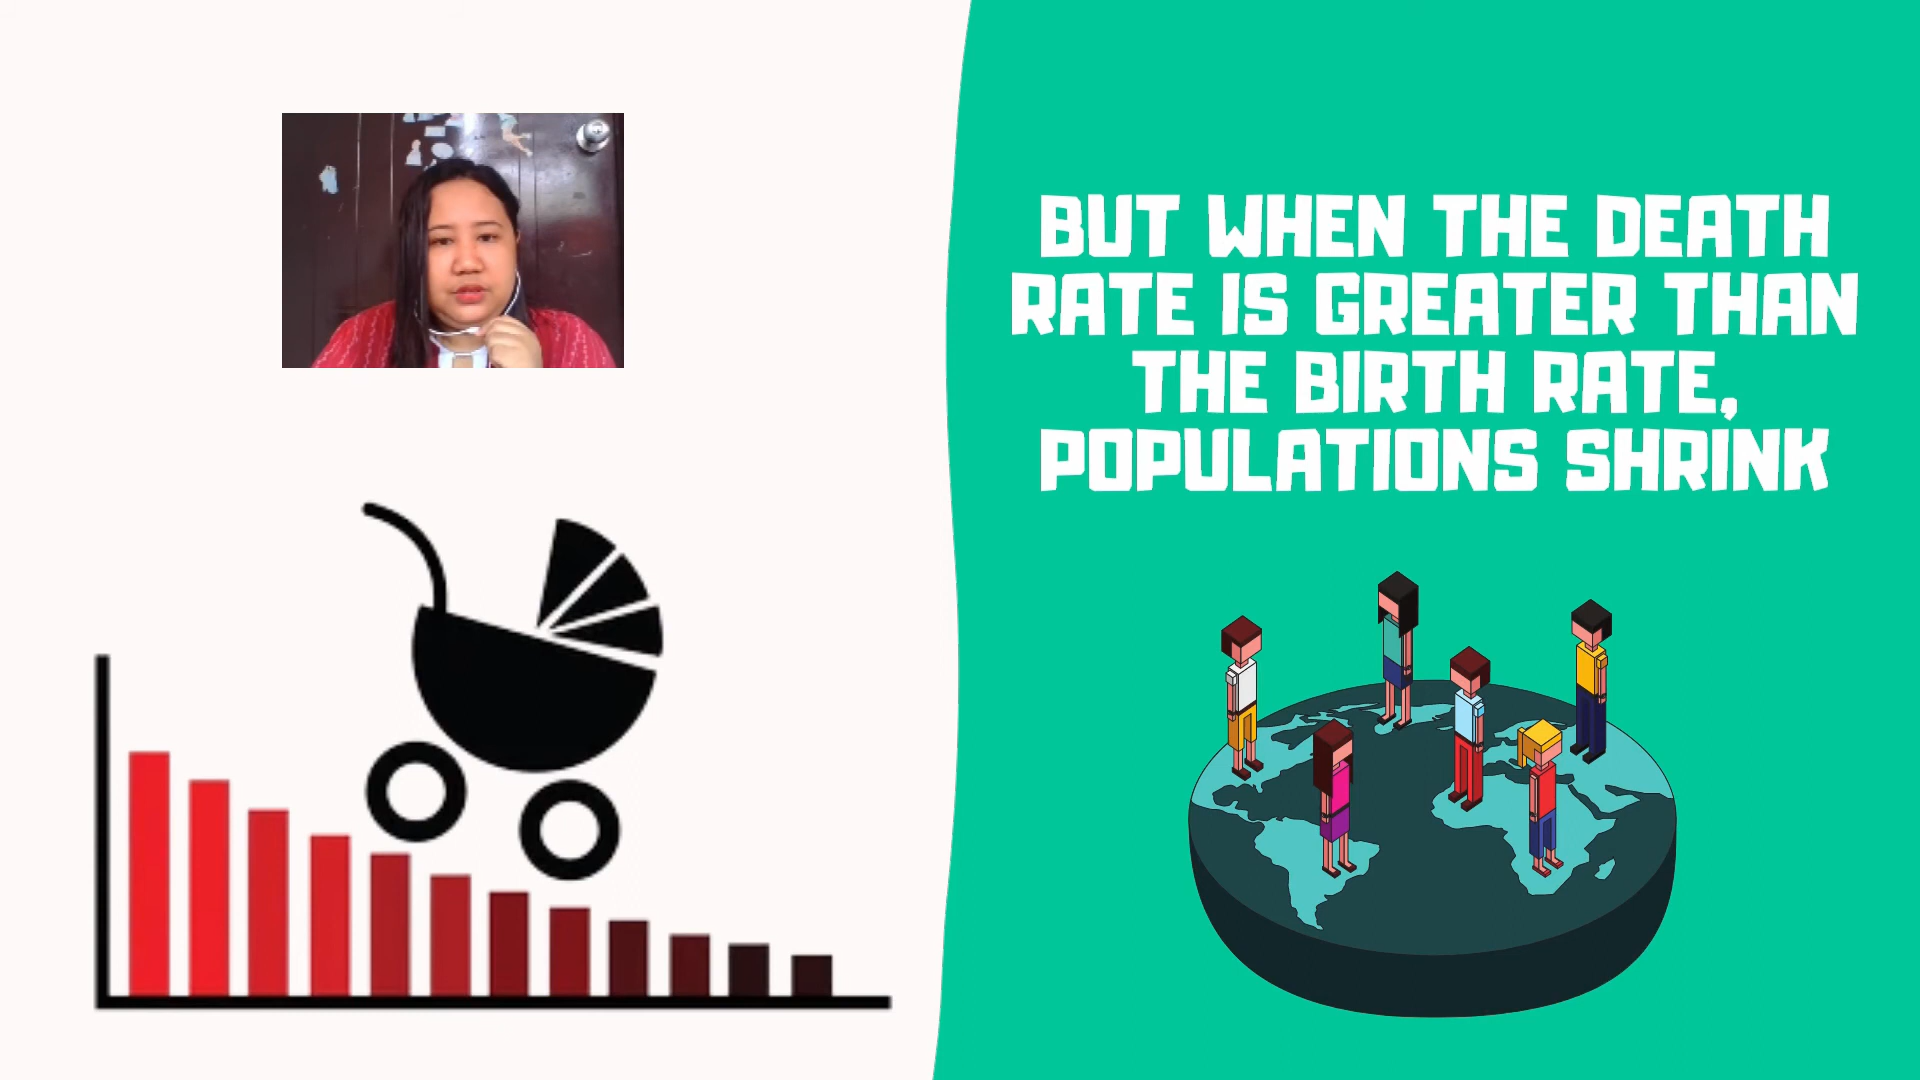 BUT WHEN THE DEATH
RATE IS GREATER THAN
THE BIRTH RATE,
POPULATIONS SHRINK